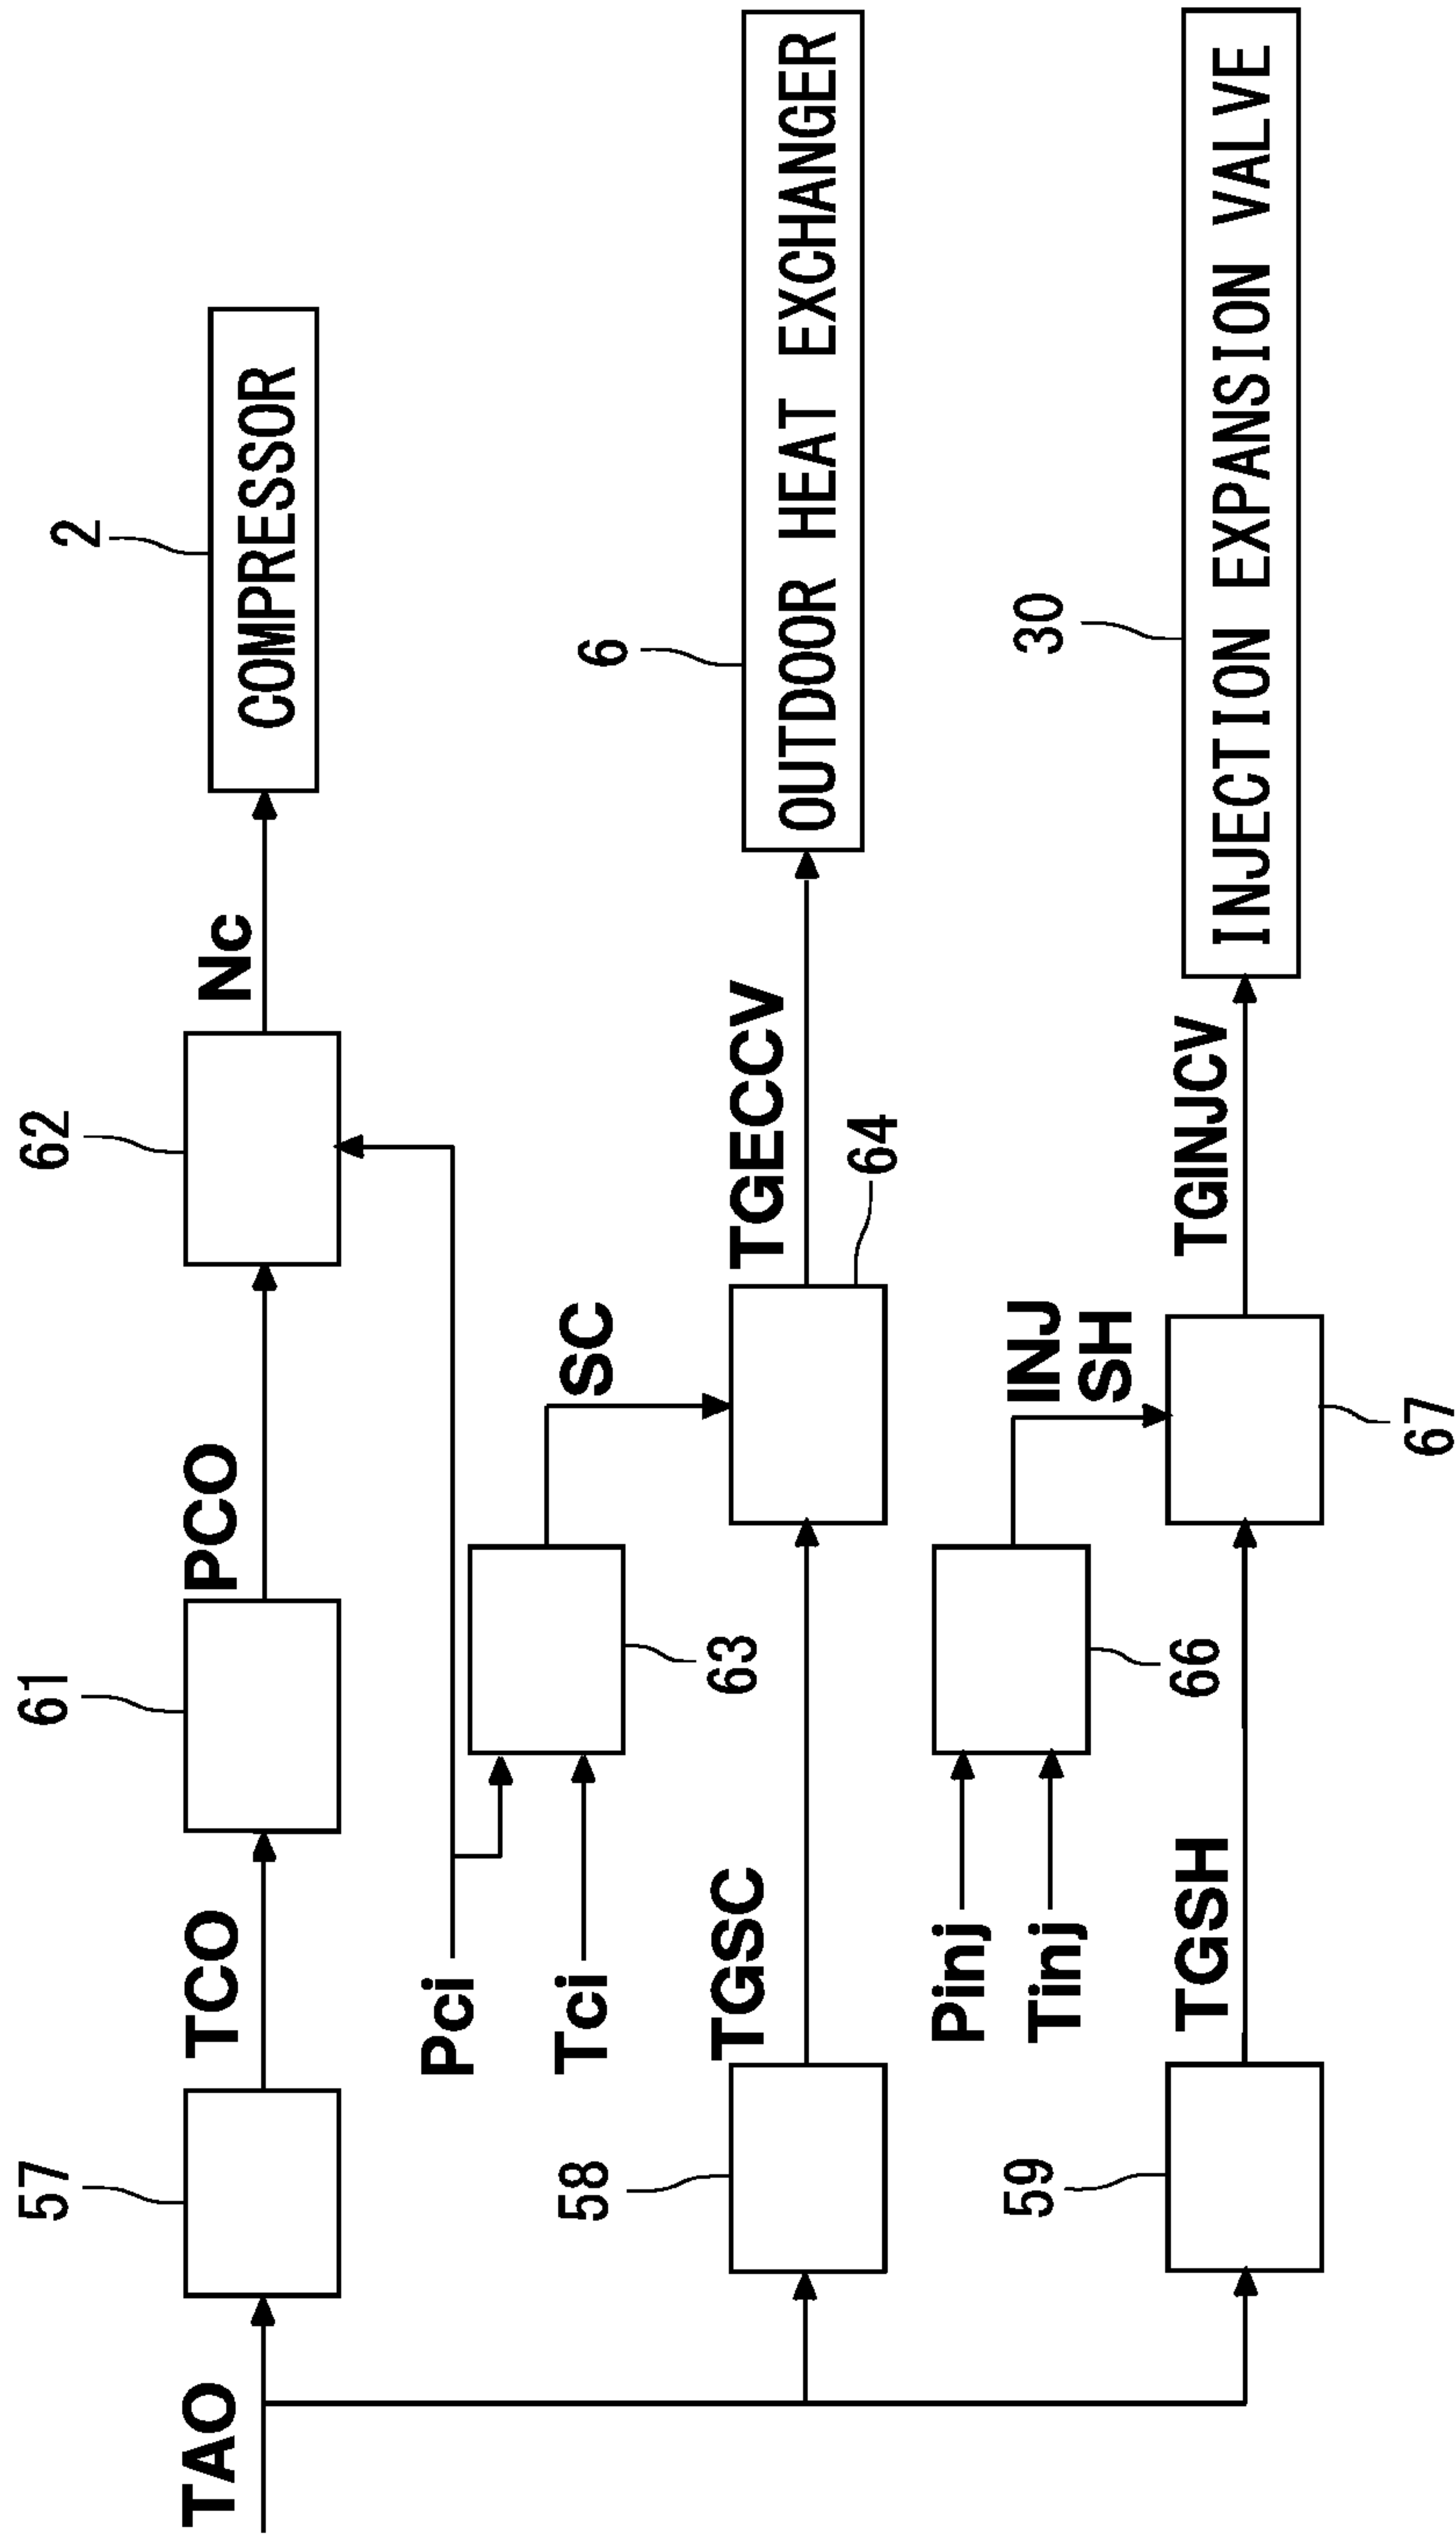 2
COMPRESSOR
Nc
62
PCO
61
TCO
57
TAO
6
OUTDOOR HEAT EXCHANGER
TGECCV
64
SC
63
Pci
Tci
TGSC
58
30
INJECTION EXPANSION VALVE
TGINJCV
INJ
SH
67
66
Pinj
Tinj
TGSH
59